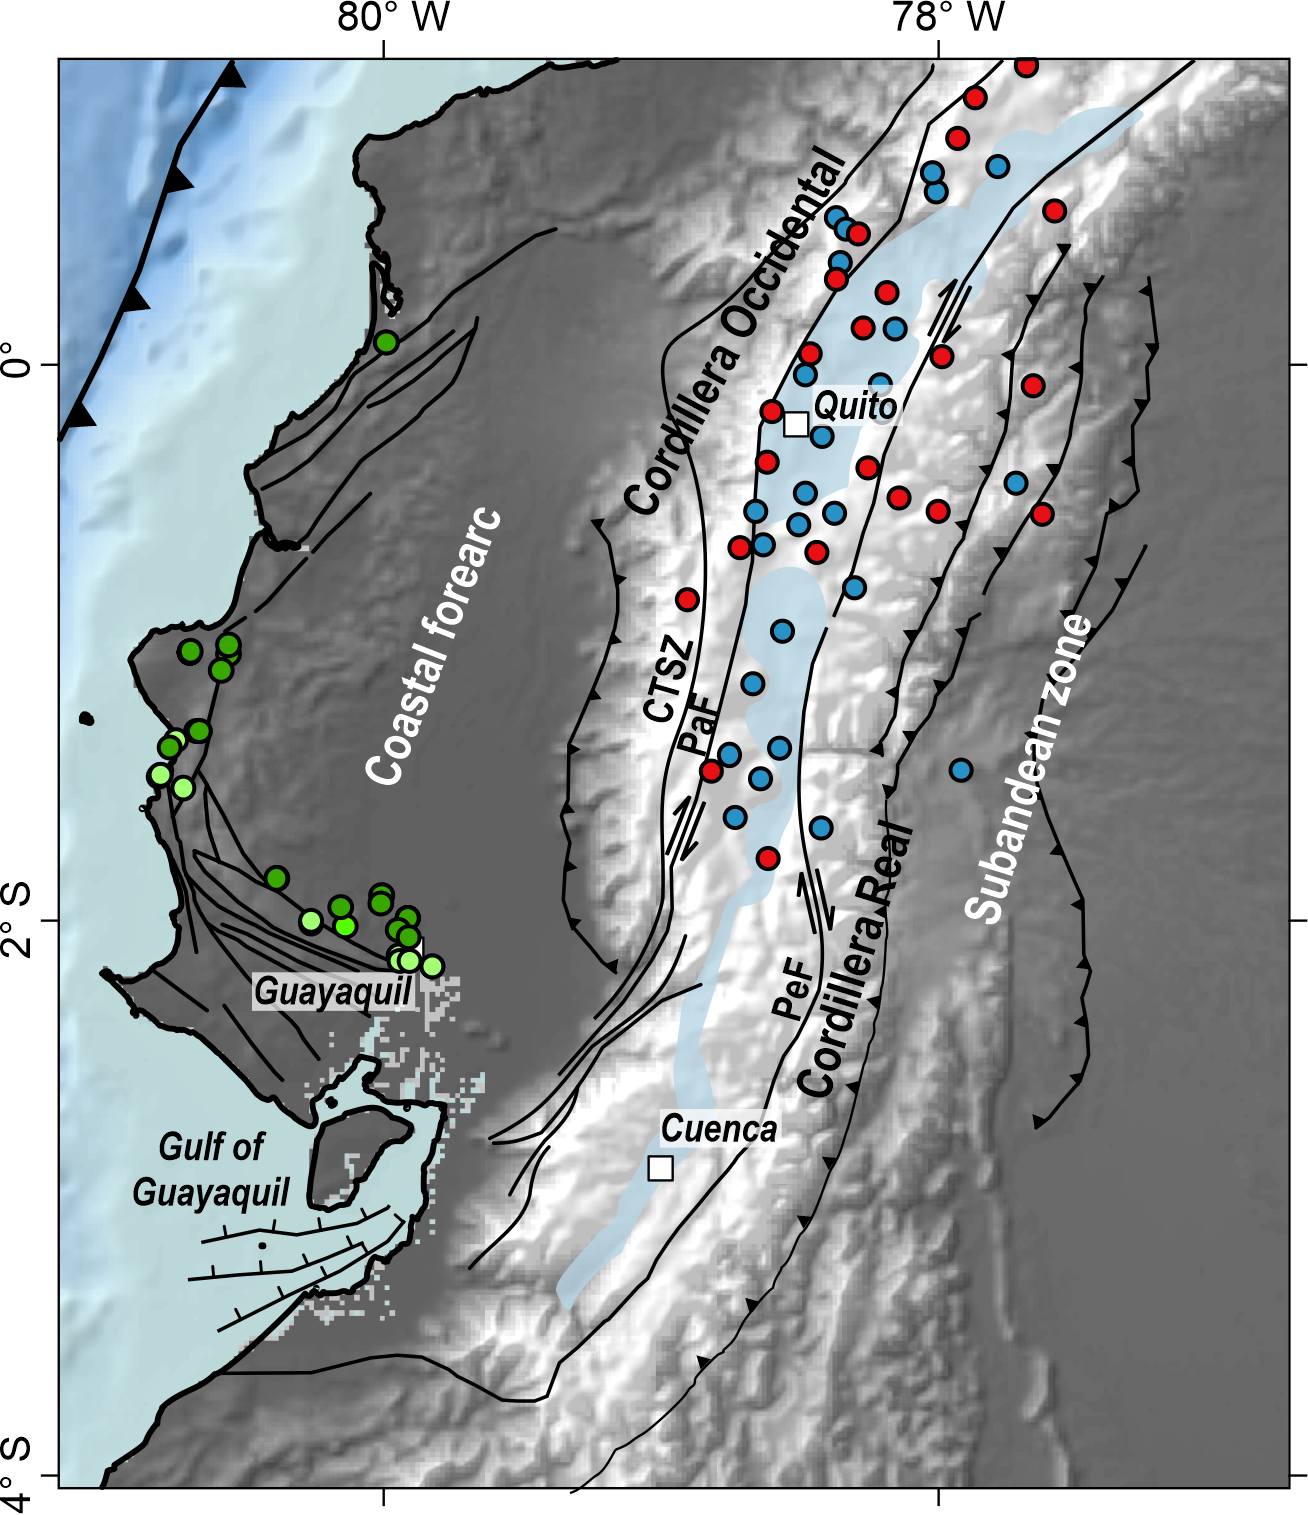 80° W
78° W
0°
2° S
4° S
Cordillera Occidental
Quito
Coastal forearc
CTSZ
PaF
Subandean zone
Cordillera Real
PeF
Guayaquil
Cuenca
Gulf of
Guayaquil